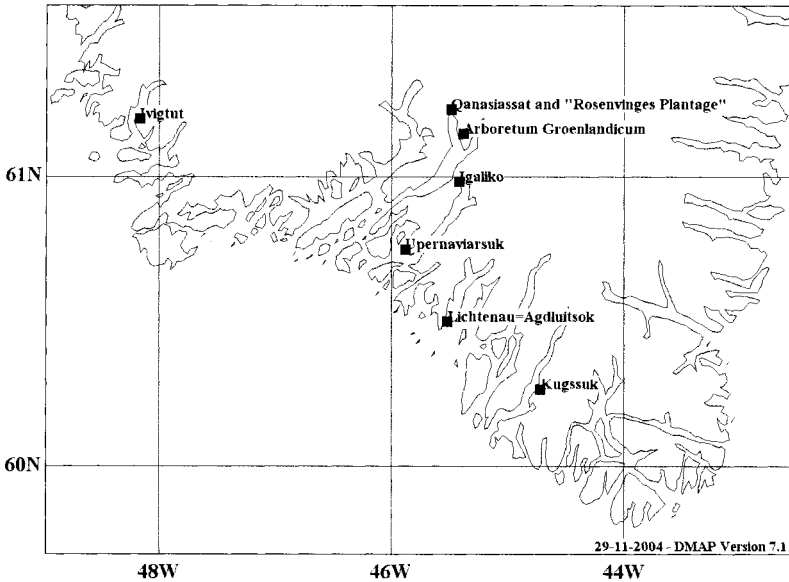 Qanasiassat and "Rosenvinges Plantage"
Ivigtut
Arboretum Groenlandicum
61N
Igaliko
Upernaviarsuk
Lichtenau=Agdluitsok
Kugssuk
60N
29-11-2004 - DMAP Version 7.1
48W 46W 44W